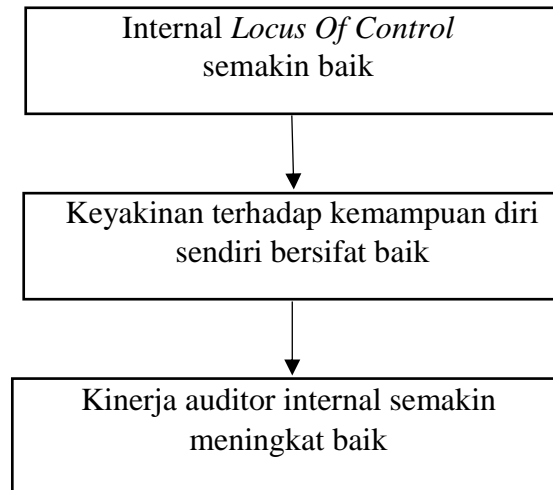 Internal Locus Of Control
semakin baik
Keyakinan terhadap kemampuan diri
sendiri bersifat baik
Kinerja auditor internal semakin
meningkat baik